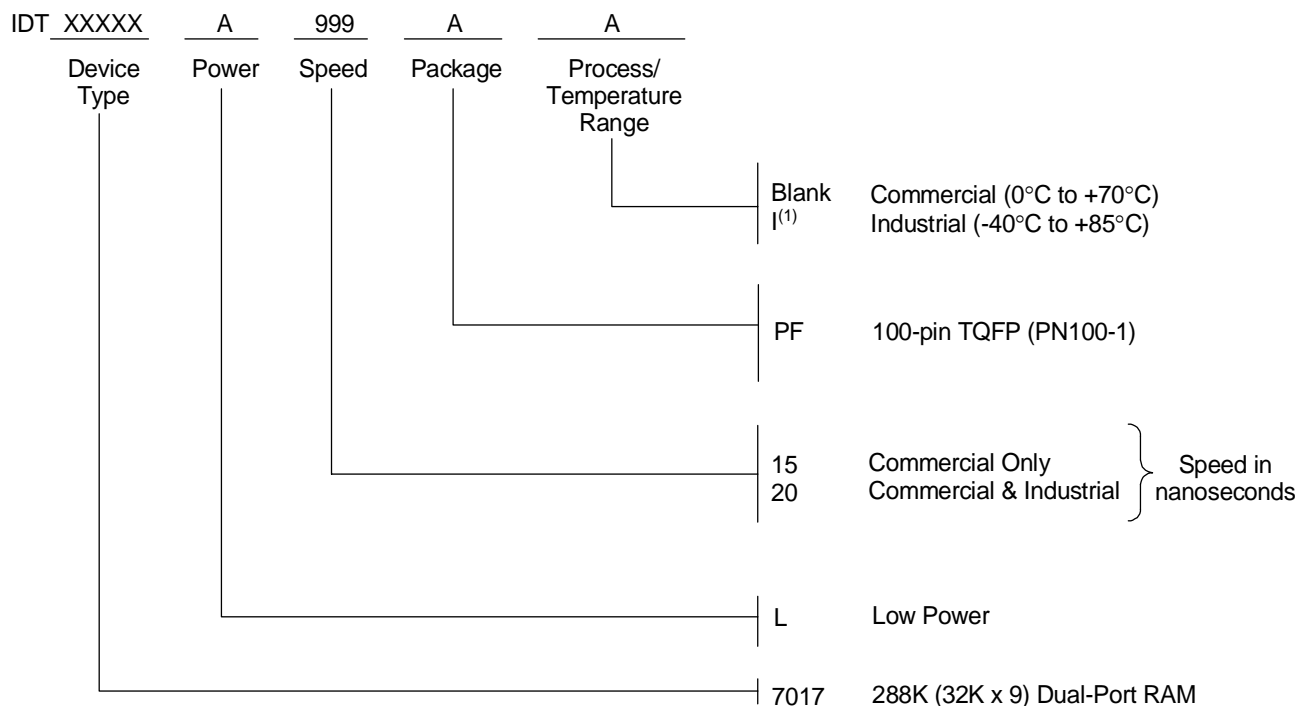 IDT XXXXX A 999 A A
Device Type
Power
Speed
Package
Process/
Temperature
Range
Blank Commercial (0°C to +70°C)
I(1) Industrial (-40°C to +85°C)
PF 100-pin TQFP (PN100-1)
15 Commercial Only
20 Commercial & Industrial
Speed in
nanoseconds
L Low Power
7017 288K (32K x 9) Dual-Port RAM